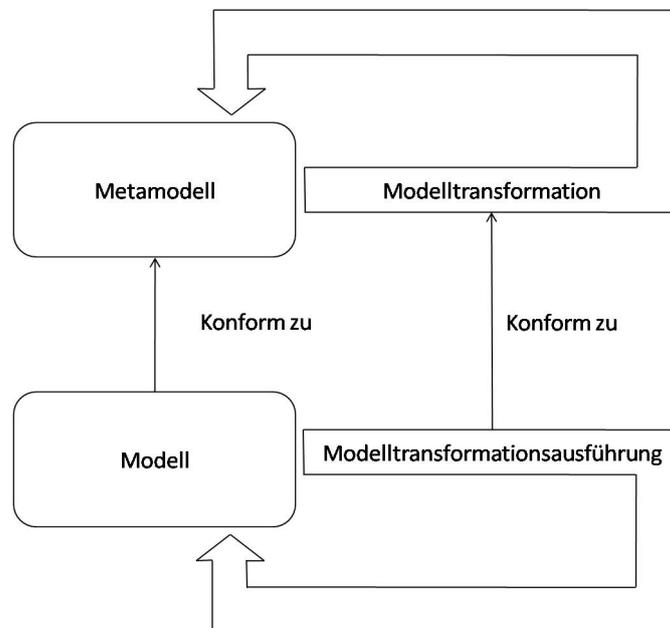 Metamodell
Modelltransformation
Konform zu
Konform zu
Modell
Modelltransformationsausführung